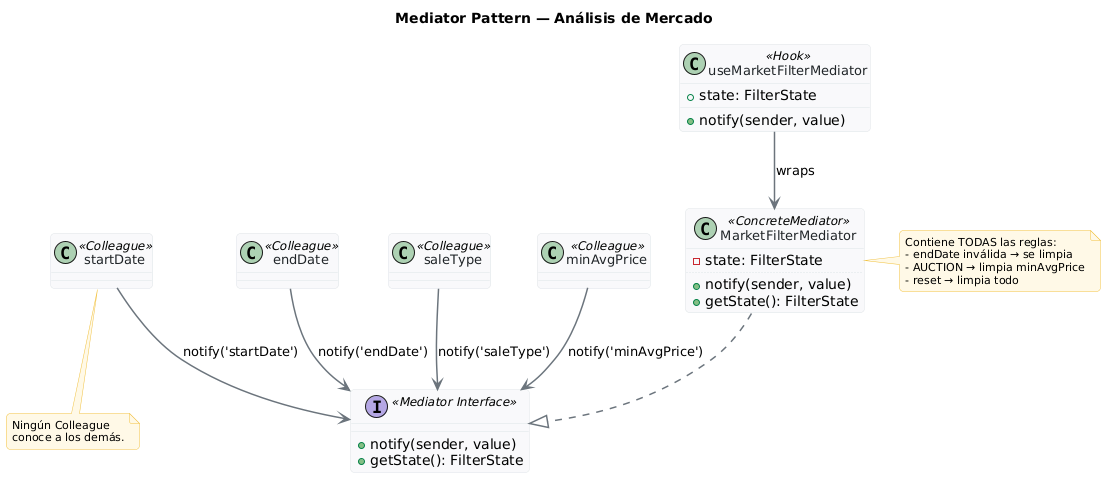 Mediator Pattern — Análisis de Mercado
«Hook»
useMarketFilterMediator
state: FilterState
notify(sender, value)
wraps
«Colleague»
startDate
«Colleague»
endDate
«Colleague»
saleType
«Colleague»
minAvgPrice
«ConcreteMediator»
MarketFilterMediator
state: FilterState
notify(sender, value)
getState(): FilterState
Contiene TODAS las reglas:
- endDate inválida → se limpia
- AUCTION → limpia minAvgPrice
- reset → limpia todo
notify('startDate')
notify('endDate')
notify('saleType')
notify('minAvgPrice')
Ningún Colleague
conoce a los demás.
«Mediator Interface»
notify(sender, value)
getState(): FilterState